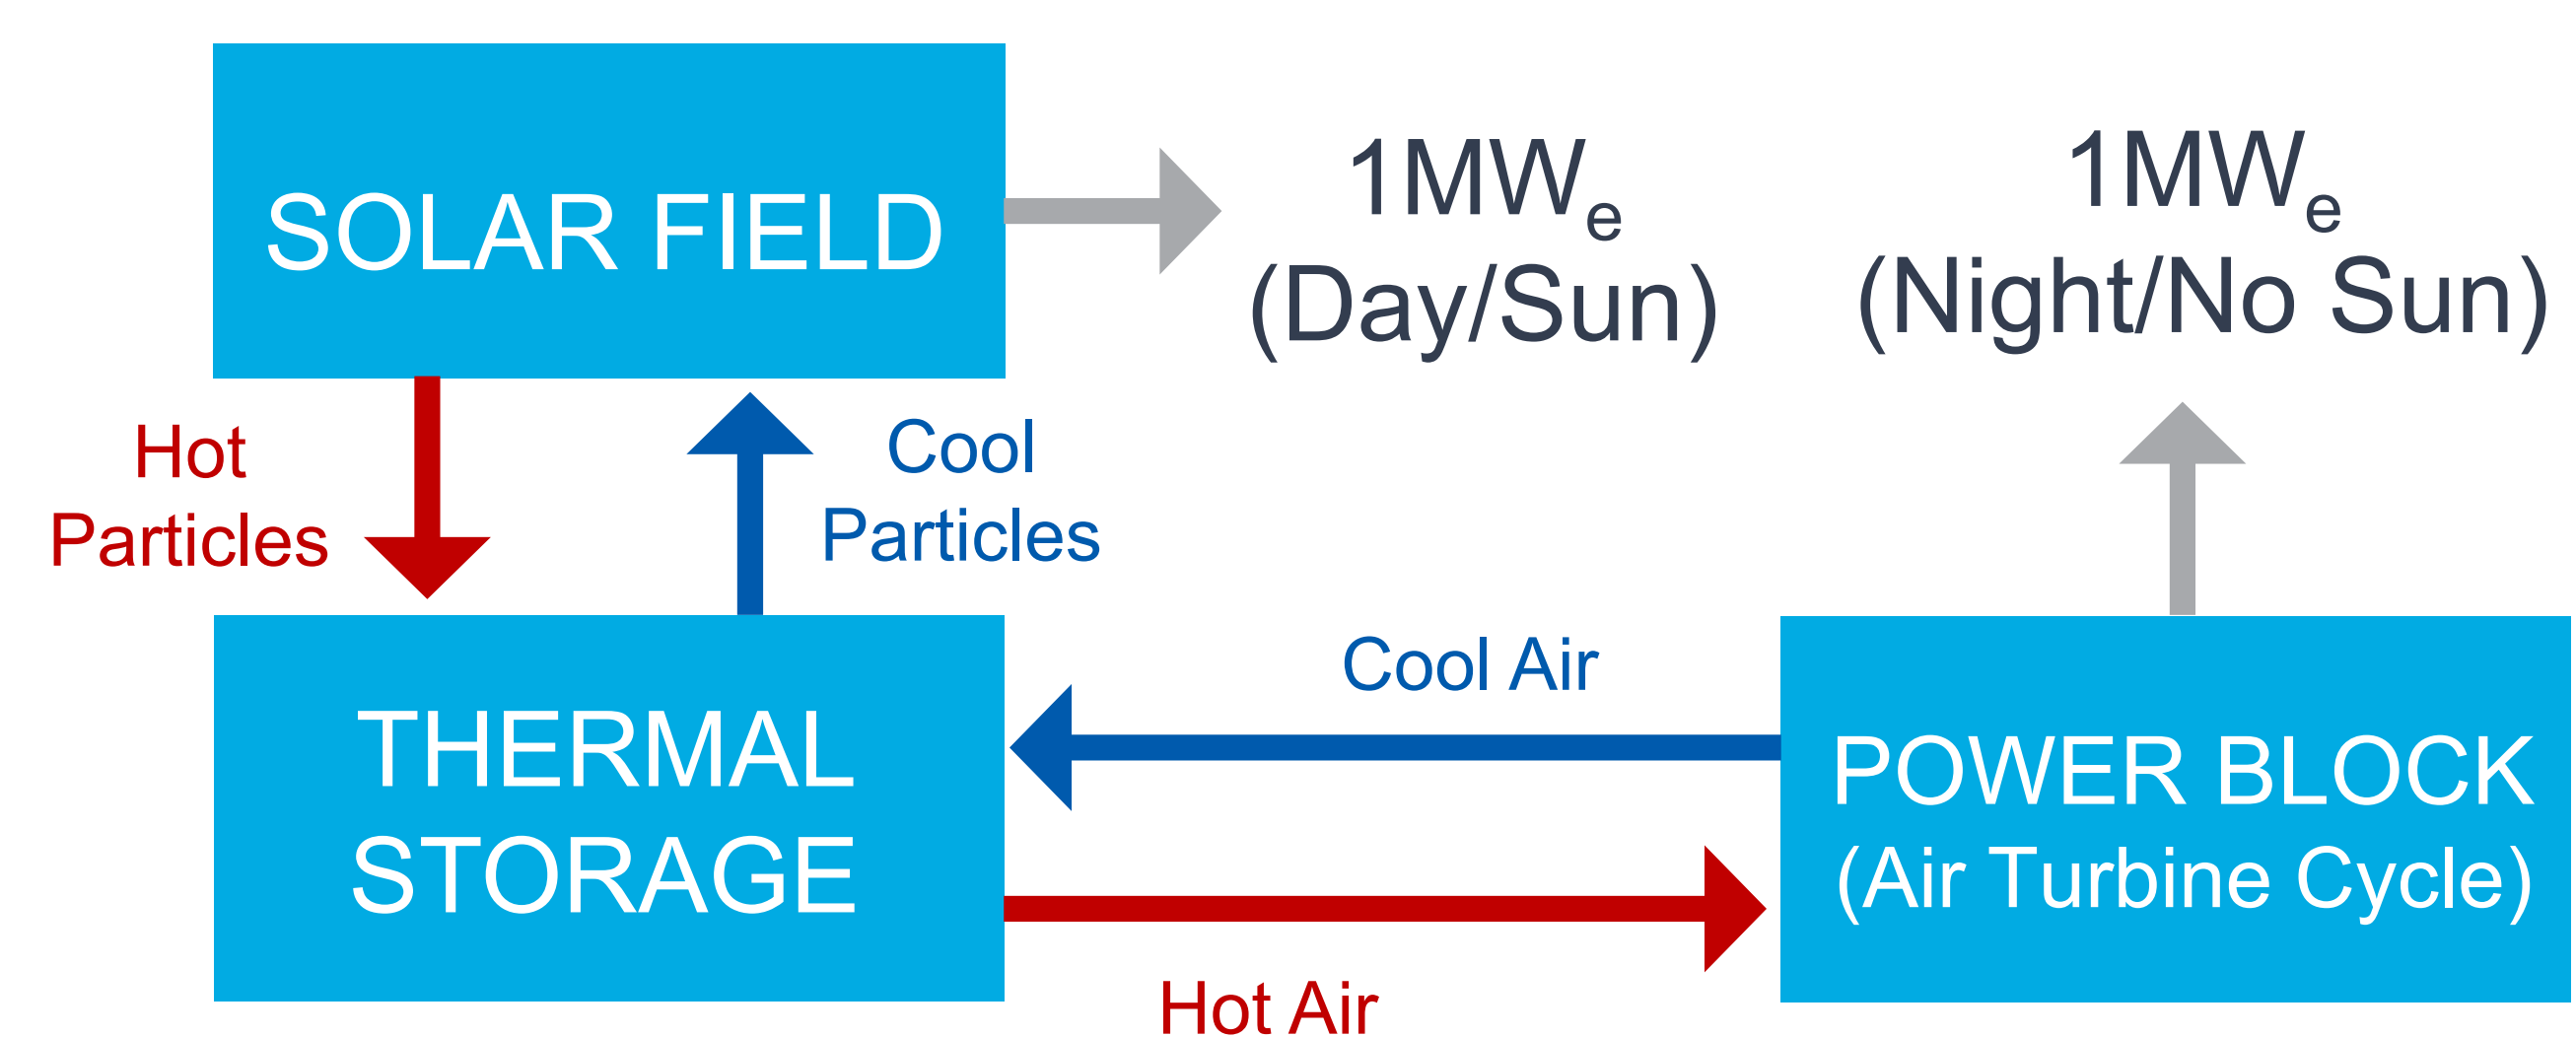 SOLAR FIELD
1MWe
(Day/Sun)
1MWe
(Night/No Sun)
Hot
Particles
Cool
Particles
THERMAL
STORAGE
Cool Air
Hot Air
POWER BLOCK
(Air Turbine Cycle)